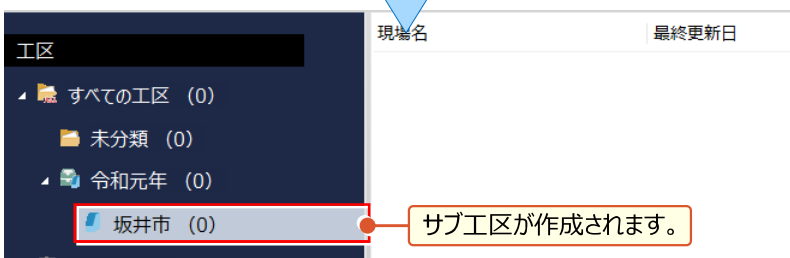 現場名
最終更新日
工区
すべての工区 (0)
未分類 (0)
令和元年 (0)
坂井市 (0)
サブ工区が作成されます。